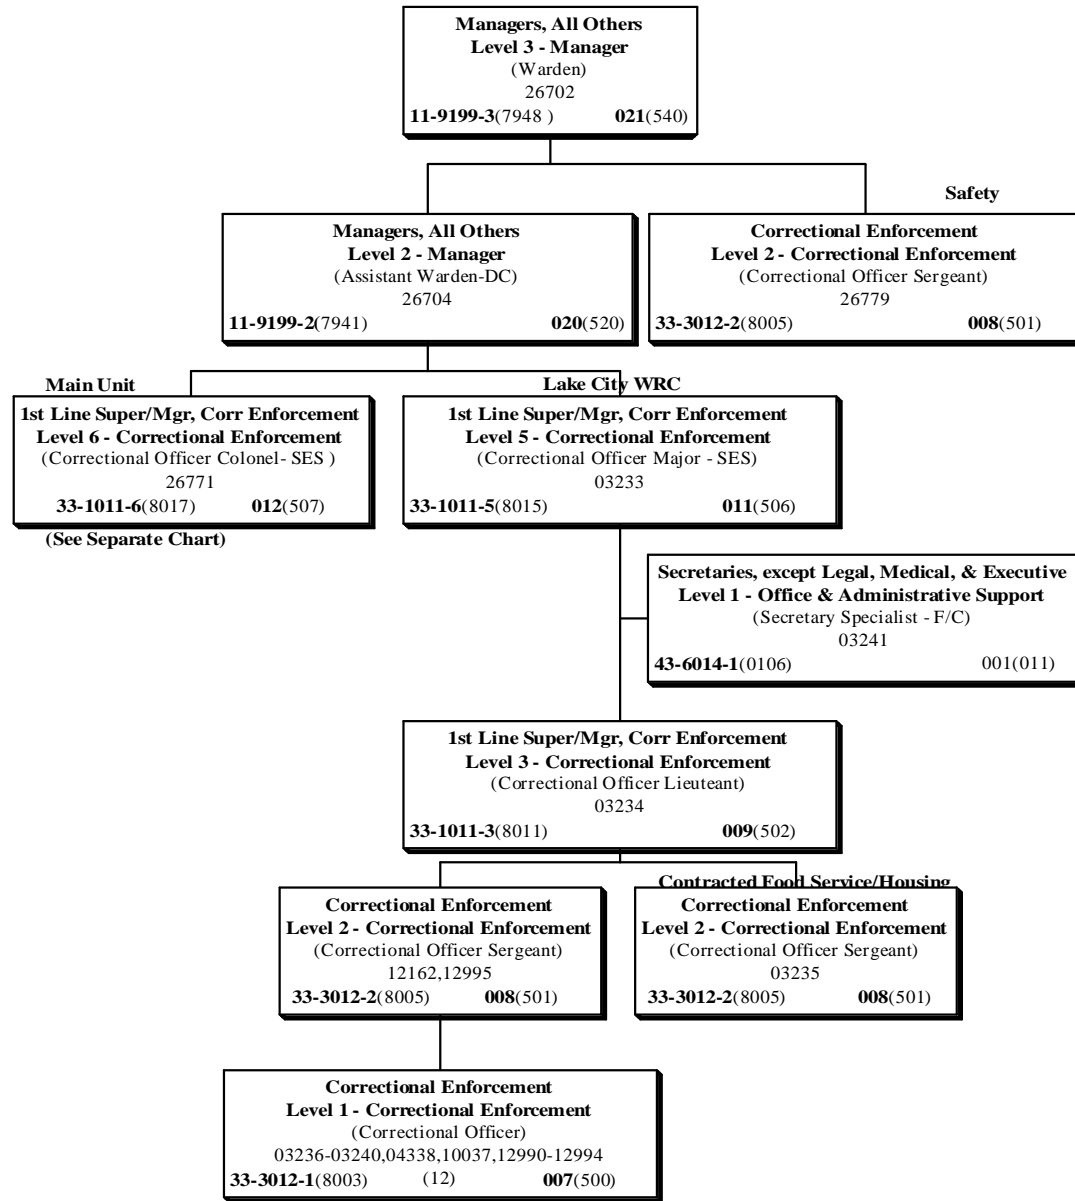 Managers, All Others
Level 3 - Manager
(Warden)
26702
11-9199-3(7948 ) 021(540)
Safety
Managers, All Others
Level 2 - Manager
(Assistant Warden-DC)
26704
11-9199-2(7941) 020(520)
Correctional Enforcement
Level 2 - Correctional Enforcement
(Correctional Officer Sergeant)
26779
33-3012-2(8005) 008(501)
Main Unit
1st Line Super/Mgr, Corr Enforcement
Level 6 - Correctional Enforcement
(Correctional Officer Colonel- SES )
26771
33-1011-6(8017) 012(507)
(See Separate Chart)
Lake City WRC
1st Line Super/Mgr, Corr Enforcement
Level 5 - Correctional Enforcement
(Correctional Officer Major - SES)
03233
33-1011-5(8015) 011(506)
Secretaries, except Legal, Medical, & Executive
Level 1 - Office & Administrative Support
(Secretary Specialist - F/C)
03241
43-6014-1(0106) 001(011)
1st Line Super/Mgr, Corr Enforcement
Level 3 - Correctional Enforcement
(Correctional Officer Lieuteant)
03234
33-1011-3(8011) 009(502)
Correctional Enforcement
Level 2 - Correctional Enforcement
(Correctional Officer Sergeant)
12162,12995
33-3012-2(8005) 008(501)
Contracted Food Service/Housing
Correctional Enforcement
Level 2 - Correctional Enforcement
(Correctional Officer Sergeant)
03235
33-3012-2(8005) 008(501)
Correctional Enforcement
Level 1 - Correctional Enforcement
(Correctional Officer)
03236-03240,04338,10037,12990-12994
33-3012-1(8003) (12) 007(500)